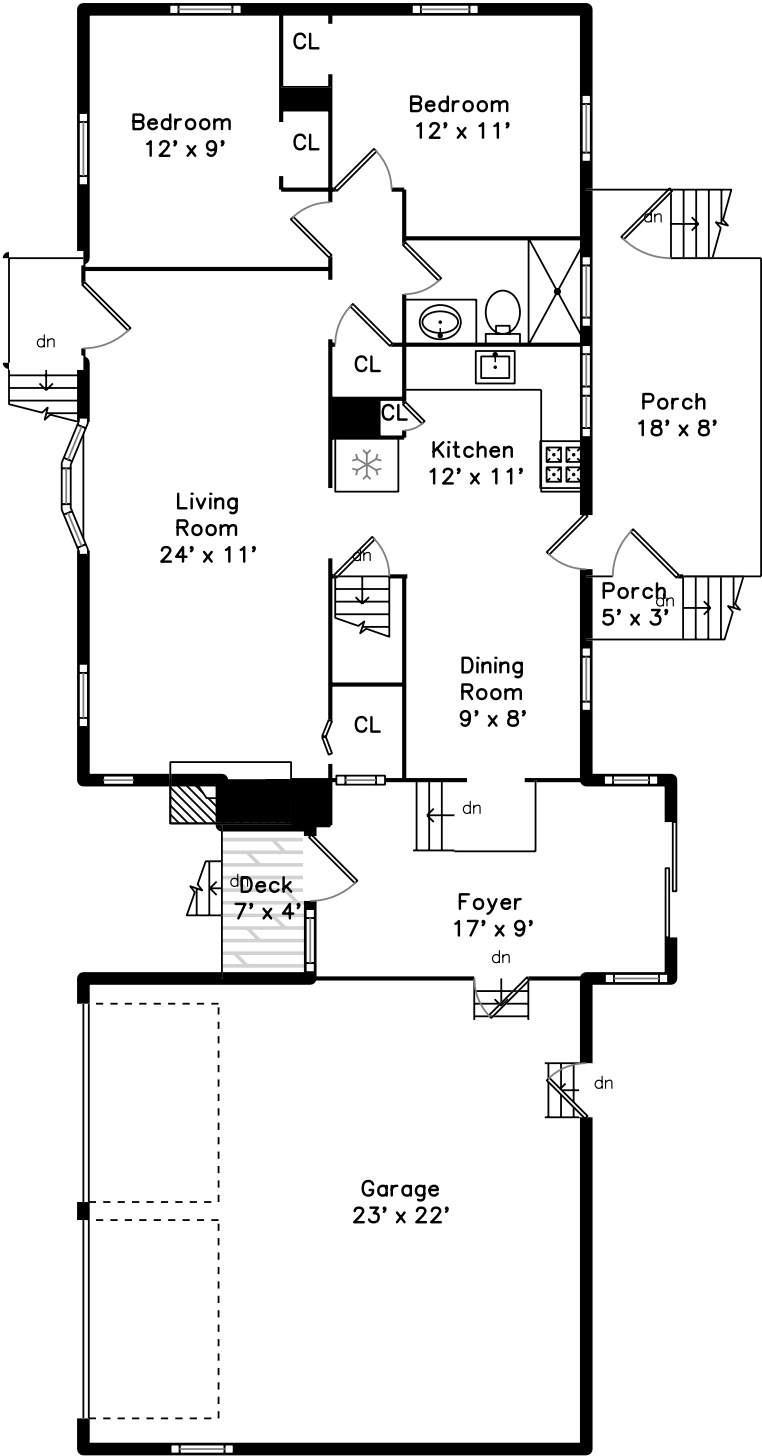 CL
Bedroom
12' x 11'
Bedroom
12' x 9'
CL
dn
dn
CL
Porch
18' x 8'
CL
Kitchen
12' x 11'
Living
Room
24' x 11'
dn
Porch
dn
5' x 3'
Dining
Room
9' x 8'
CL
dn
dn
Deck
7' x 4'
Foyer
17' x 9'
dn
dn
Garage
23' x 22'